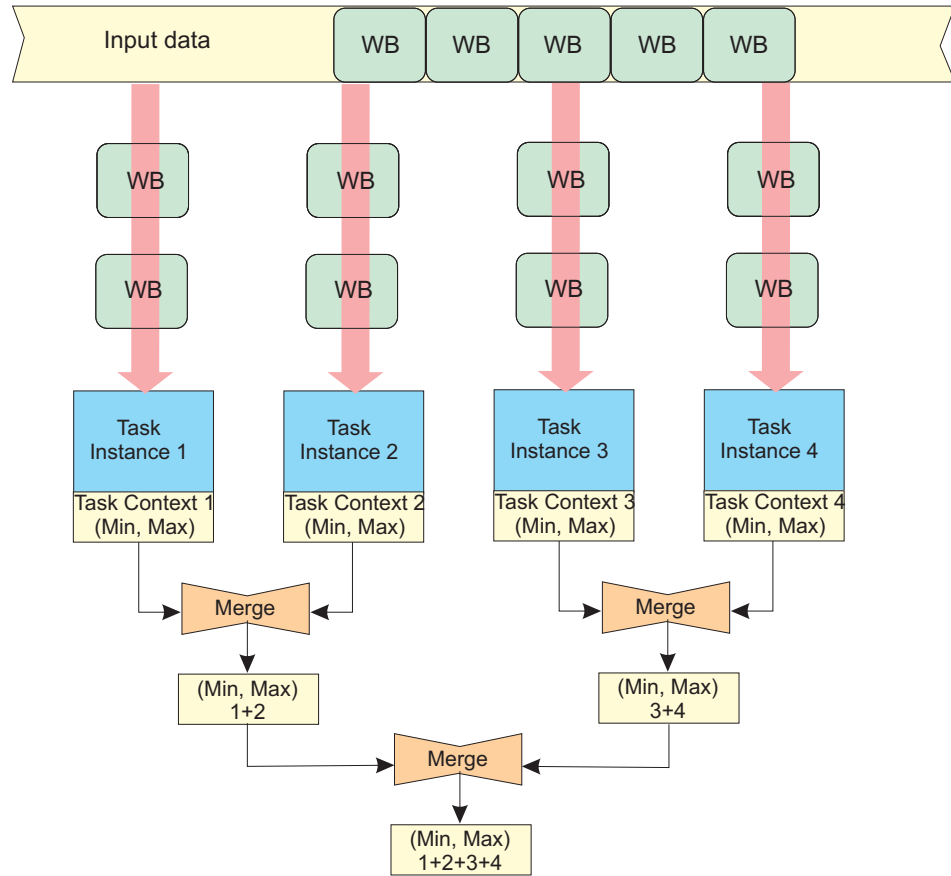 Input data
WB WB WB WB WB
WB WB WB WB
WB WB WB WB
Task
Instance 1
Task
Instance 2
Task
Instance 3
Task
Instance 4
Task Context 1
(Min, Max)
Task Context 2
(Min, Max)
Task Context 3
(Min, Max)
Task Context 4
(Min, Max)
Merge
Merge
(Min, Max)
1+2
(Min, Max)
3+4
Merge
(Min, Max)
1+2+3+4